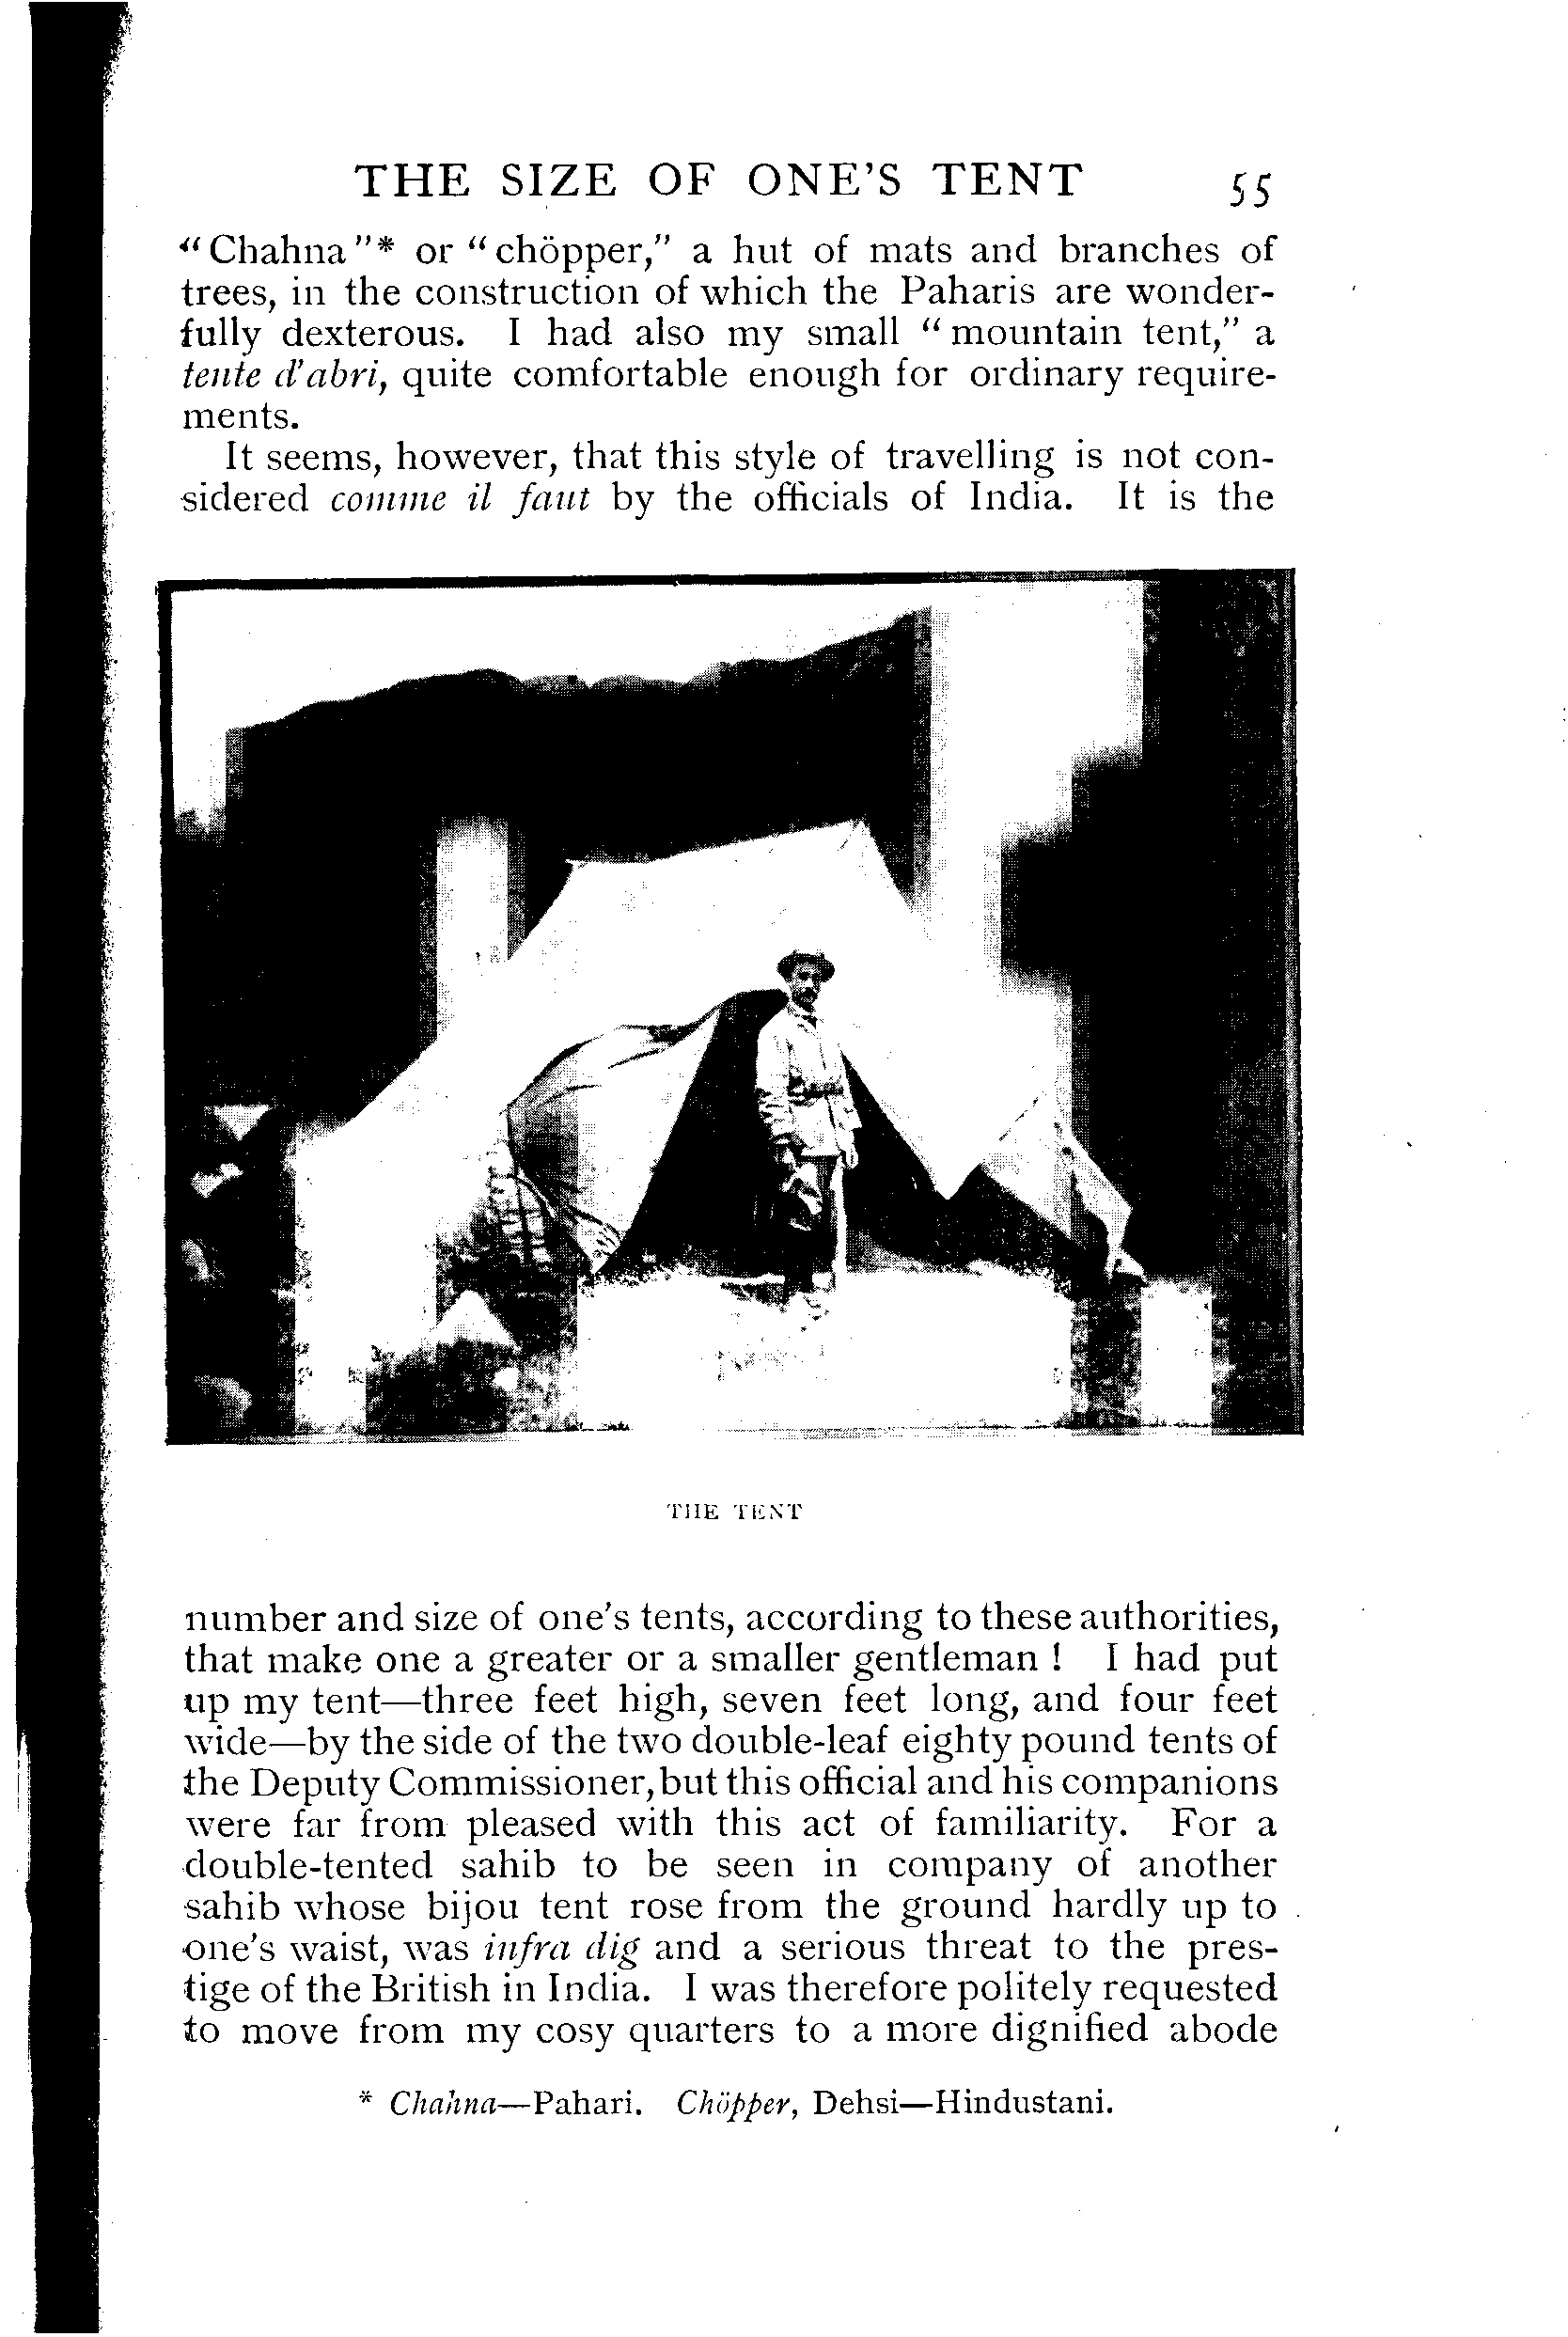 THE SIZE OF ONE'S TENT 55
"Chahna"* or "chöpper," a hut of mats and branches of
trees, in the construction of which the Paharis are wonder-
fully dexterous. I had also my small "mountain tent," a
tente d'abri, quite comfortable enough for ordinary require-
ments.
It seems, however, that this style of travelling is not con-
sidered comme il faut by the officials of India. It is the
THE TENT
number and size of one's tents, according to these authorities,
that make one a greater or a smaller gentleman ! I had put
up my tent—three feet high, seven feet long, and four feet
wide—by the side of the two double-leaf eighty pound tents of
the Deputy Commissioner, but this official and his companions
were far from pleased with this act of familiarity. For a
double-tented sahib to be seen in company of another
sahib whose bijou tent rose from the ground hardly up to
one's waist, was infra dig and a serious threat to the pres-
tige of the British in India. I was therefore politely requested
to move from my cosy quarters to a more dignified abode
* Chahna—Pahari. Chöpper, Dehsi—Hindustani.